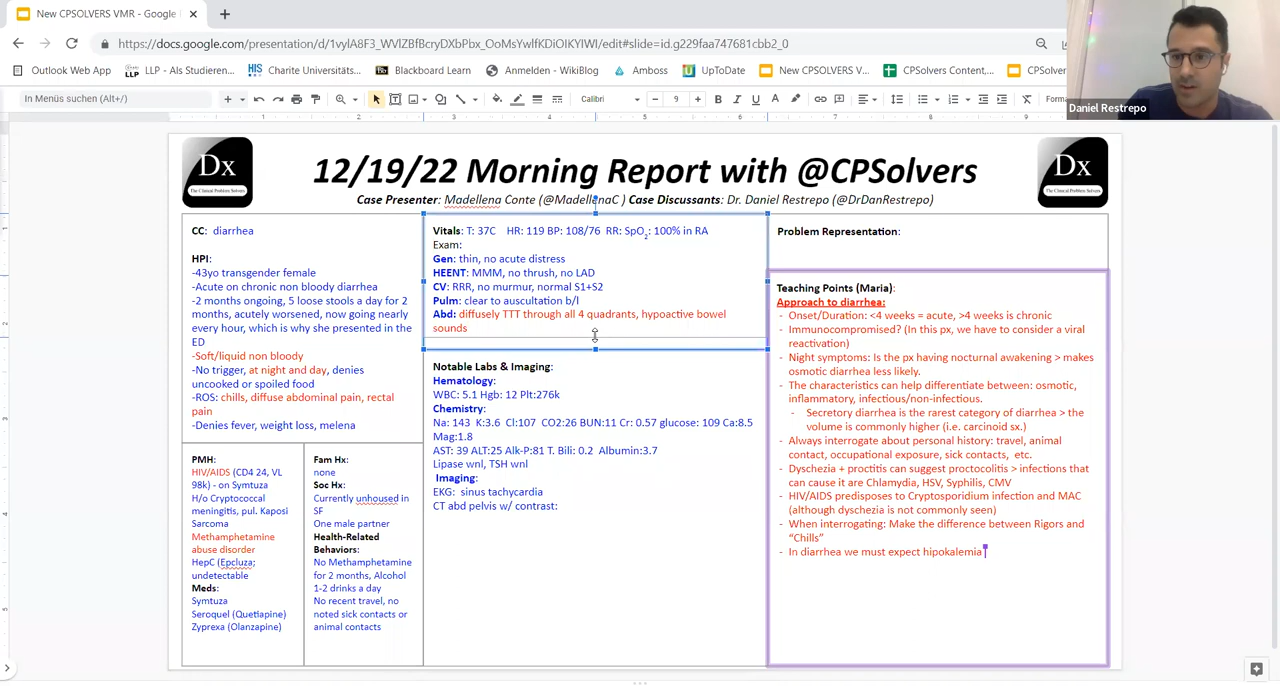 New CPSOLVERS VMR - Google
https://docs.google.com/presentation/d/1vylA8F3_WVlZBfBcryDXbPbx_OoMsYwlfKDiOIKYIWI/edit#slide=id.g229faa747681cbb2_0
Outlook Web App
LLP
LLP - Als Studieren...
HIS
Charite Universitäts...
Blackboard Learn
Anmelden - WikiBlog
Amboss
UpToDate
New CPSOLVERS V...
CPSolvers Content,...
CPSolve
In Menüs suchen (Alt+/)
Calibri
9
Forma
Daniel Restrepo
Dx
The Clinical Problem Solvers
12/19/22 Morning Report with @CPSolvers
Case Presenter: Madellena Conte (@MadellenaC ) Case Discussants: Dr. Daniel Restrepo (@DrDanRestrepo)
Dx
The Clinical Problem Solvers
CC: diarrhea
HPI:
-43yo transgender female
-Acute on chronic non bloody diarrhea
-2 months ongoing, 5 loose stools a day for 2
months, acutely worsened, now going nearly
every hour, which is why she presented in the
ED
-Soft/liquid non bloody
-No trigger, at night and day, denies
uncooked or spoiled food
-ROS: chills, diffuse abdominal pain, rectal
pain
-Denies fever, weight loss, melena
PMH:
HIV/AIDS (CD4 24, VL
98k) - on Symtuza
H/o Cryptococcal
meningitis, pul. Kaposi
Sarcoma
Methamphetamine
abuse disorder
HepC (Epcluza;
undetectable
Meds:
Symtuza
Seroquel (Quetiapine)
Zyprexa (Olanzapine)
Fam Hx:
none
Soc Hx:
Currently unhoused in
SF
One male partner
Health-Related
Behaviors:
No Methamphetamine
for 2 months, Alcohol
1-2 drinks a day
No recent travel, no
noted sick contacts or
animal contacts
Vitals: T: 37C HR: 119 BP: 108/76 RR: SpO2: 100% in RA
Exam:
Gen: thin, no acute distress
HEENT: MMM, no thrush, no LAD
CV: RRR, no murmur, normal S1+S2
Pulm: clear to auscultation b/l
Abd: diffusely TTT through all 4 quadrants, hypoactive bowel
sounds
Notable Labs & Imaging:
Hematology:
WBC: 5.1 Hgb: 12 Plt:276k
Chemistry:
Na: 143 K:3.6 Cl:107 CO2:26 BUN:11 Cr: 0.57 glucose: 109 Ca:8.5
Mag:1.8
AST: 39 ALT:25 Alk-P:81 T. Bili: 0.2 Albumin:3.7
Lipase wnl, TSH wnl
Imaging:
EKG: sinus tachycardia
CT abd pelvis w/ contrast:
Problem Representation:
Teaching Points (Maria):
Approach to diarrhea:
- Onset/Duration: <4 weeks = acute, >4 weeks is chronic
- Immunocompromised? (In this px, we have to consider a viral
reactivation)
- Night symptoms: Is the px having nocturnal awakening > makes
osmotic diarrhea less likely.
- The characteristics can help differentiate between: osmotic,
inflammatory, infectious/non-infectious.
- Secretory diarrhea is the rarest category of diarrhea > the
volume is commonly higher (i.e. carcinoid sx.)
- Always interrogate about personal history: travel, animal
contact, occupational exposure, sick contacts, etc.
- Dyschezia + proctitis can suggest proctocolitis > infections that
can cause it are Chlamydia, HSV, Syphilis, CMV
- HIV/AIDS predisposes to Cryptosporidium infection and MAC
(although dyschezia is not commonly seen)
- When interrogating: Make the difference between Rigors and
“Chills”
- In diarrhea we must expect hipokalemia